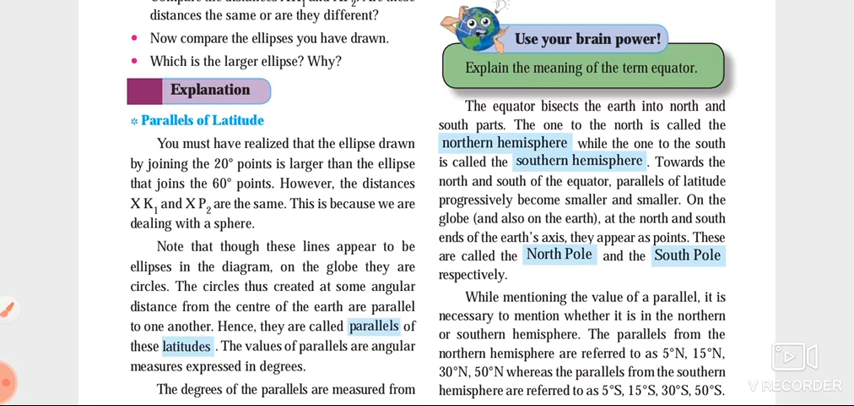 Compare the distances X K1 and X P2. Are these
distances the same or are they different?
• Now compare the ellipses you have drawn.
• Which is the larger ellipse? Why?
Explanation
* Parallels of Latitude
You must have realized that the ellipse drawn
by joining the 20° points is larger than the ellipse
that joins the 60° points. However, the distances
X K1 and X P2 are the same. This is because we are
dealing with a sphere.
Note that though these lines appear to be
ellipses in the diagram, on the globe they are
circles. The circles thus created at some angular
distance from the centre of the earth are parallel
to one another. Hence, they are called parallels of
these latitudes . The values of parallels are angular
measures expressed in degrees.
The degrees of the parallels are measured from
Use your brain power!
Explain the meaning of the term equator.
The equator bisects the earth into north and
south parts. The one to the north is called the
northern hemisphere while the one to the south
is called the southern hemisphere . Towards the
north and south of the equator, parallels of latitude
progressively become smaller and smaller. On the
globe (and also on the earth), at the north and south
ends of the earth's axis, they appear as points. These
are called the North Pole and the South Pole
respectively.
While mentioning the value of a parallel, it is
necessary to mention whether it is in the northern
or southern hemisphere. The parallels from the
northern hemisphere are referred to as 5°N, 15°N,
30°N, 50°N whereas the parallels from the southern
hemisphere are referred to as 5°S, 15°S, 30°S, 50°S.
V RECORDER